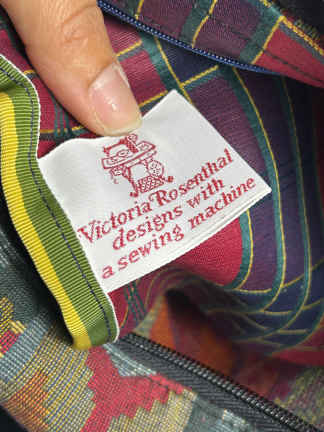 Victoria Rosenthal
designs with
a sewing machine